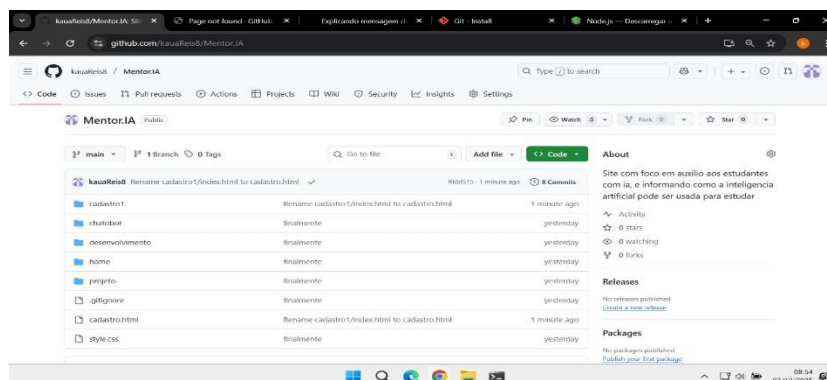 kauaReis8/Mentor.IA: Sit
Page not found · GitHub
Explicando mensagem d
Git - Install
Node.js — Descarregar
github.com/kauaReis8/Mentor.IA
kauaReis8 / Mentor.IA
Type / to search
Code Issues Pull requests Actions Projects Wiki Security Insights Settings
Mentor.IA Public
Pin Watch 0 Fork 0 Star 0
main 1 Branch 0 Tags Go to file t Add file Code
kauaReis8 Rename cadastro1/index.html to cadastro.html 1 minute ago 8 Commits
cadastro1 Rename cadastro1/index.html to cadastro.html 1 minute ago
chatobot finalmente yesterday
desenvolvimento finalmente yesterday
home finalmente yesterday
projeto finalmente yesterday
.gitignore finalmente yesterday
cadastro.html Rename cadastro1/index.html to cadastro.html 1 minute ago
style.css finalmente yesterday
About
Site com foco em auxilio aos estudantes
com ia, e informando como a inteligencia
artificial pode ser usada para estudar
Activity
0 stars
0 watching
0 forks
Releases
No releases published
Create a new release
Packages
No packages published
Publish your first package
08:54